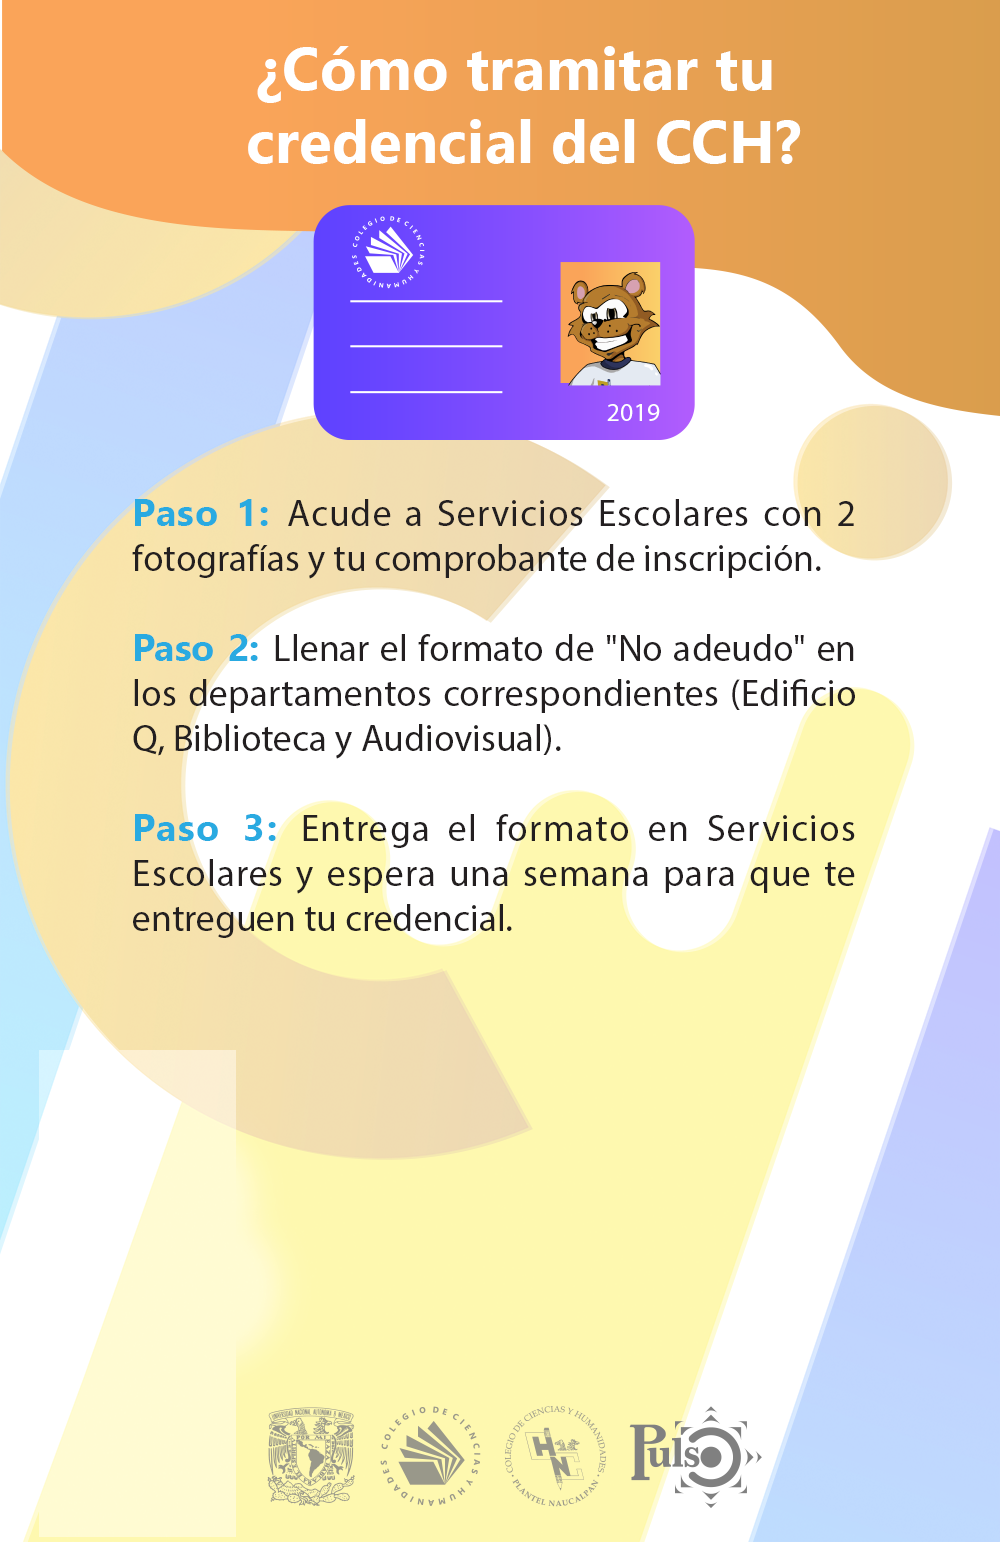 ¿Cómo tramitar tu
credencial del CCH?
COLEGIO DE CIENCIAS Y HUMANIDADES
2019
Paso 1: Acude a Servicios Escolares con 2
fotografías y tu comprobante de inscripción.
Paso 2: Llenar el formato de "No adeudo" en
los departamentos correspondientes (Edificio
Q, Biblioteca y Audiovisual).
Paso 3: Entrega el formato en Servicios
Escolares y espera una semana para que te
entreguen tu credencial.
UNIVERSIDAD NACIONAL AUTÓNOMA DE MÉXICO
COLEGIO DE CIENCIAS Y HUMANIDADES
COLEGIO DE CIENCIAS Y HUMANIDADES
HNC
PLANTEL NAUCALPAN
Pulso